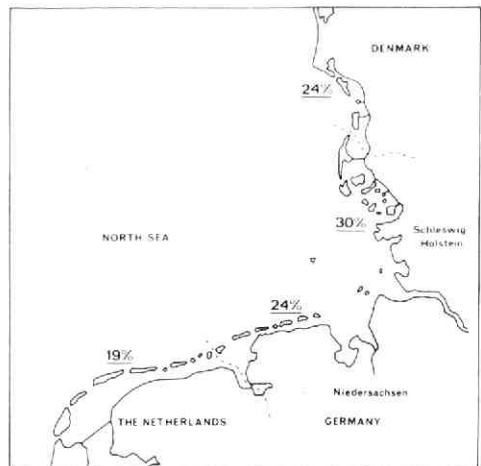 DENMARK
24%
30%
Schleswig
Holstein
NORTH SEA
24%
19%
Niedersachsen
THE NETHERLANDS
GERMANY